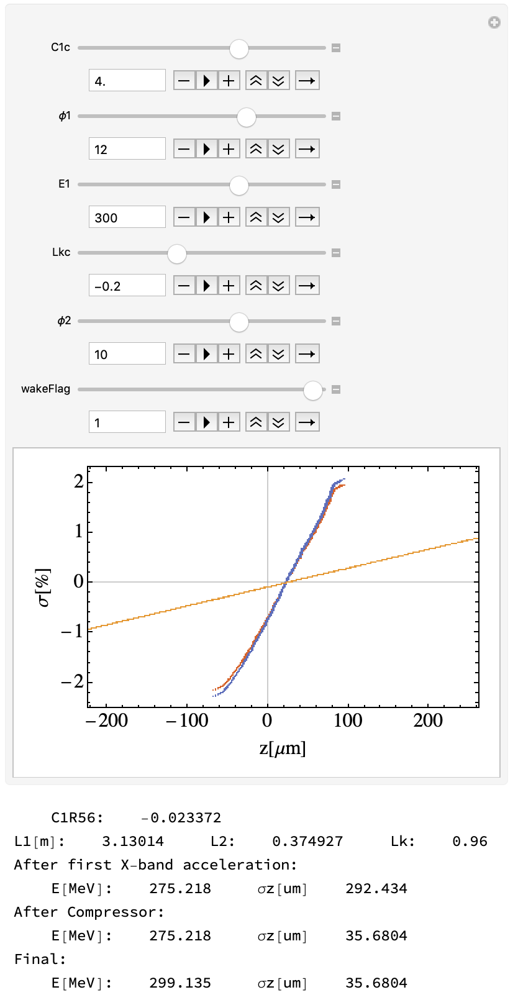 C1c
4.
ϕ1
12
E1
300
Lkc
−0.2
ϕ2
10
wakeFlag
1
2
1
0
−1
−2
σ[%]
−200 −100 0 100 200
z[μm]
C1R56: −0.023372
L1[m]: 3.13014 L2: 0.374927 Lk: 0.96
After first X−band acceleration:
E[MeV]: 275.218 σz[um] 292.434
After Compressor:
E[MeV]: 275.218 σz[um] 35.6804
Final:
E[MeV]: 299.135 σz[um] 35.6804